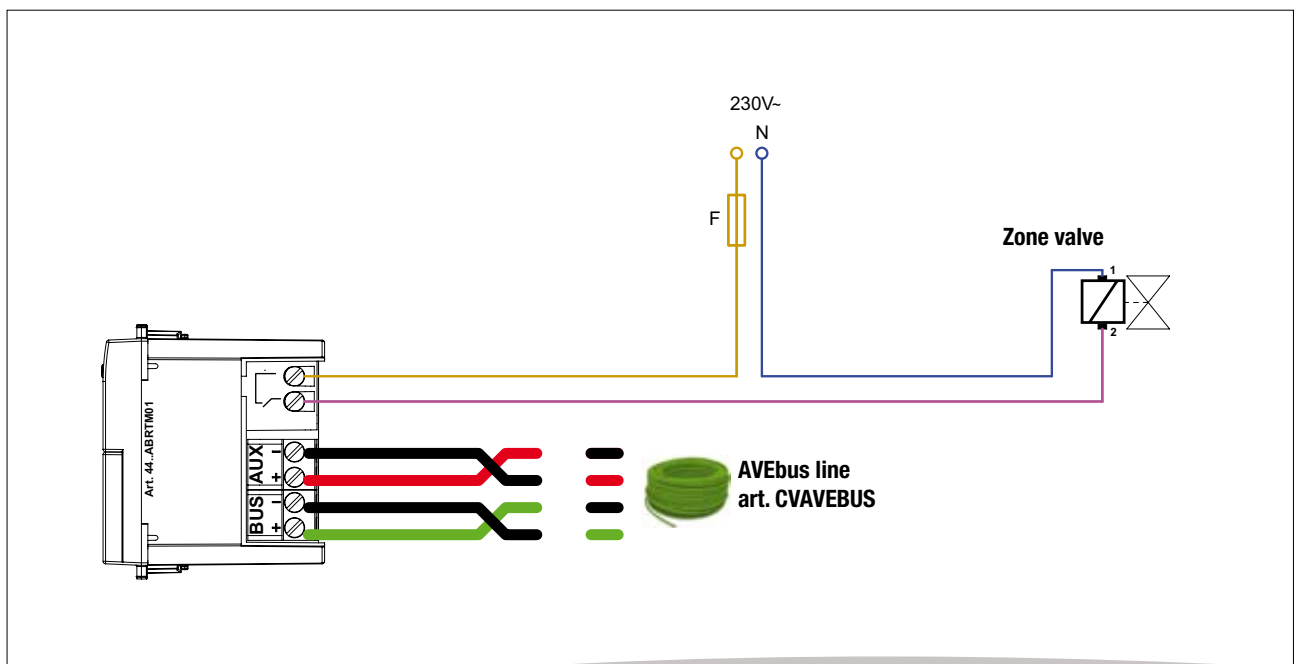 230V~
N
F
Zone valve
1
2
Art. 44..ABRTM01
AUX
-
+
BUS
-
+
AVEbus line
art. CVAVEBUS